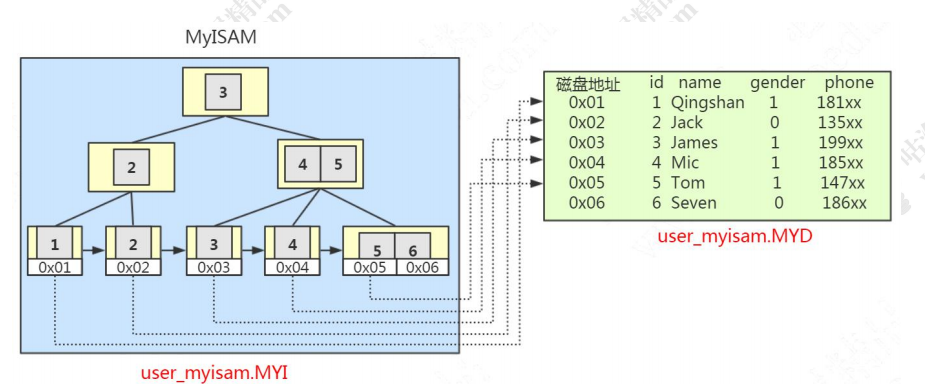 MyISAM
3
2
4 5
1 2 3 4 5 6
0x01 0x02 0x03 0x04 0x05 0x06
user_myisam.MYI
磁盘地址 id name gender phone
0x01 1 Qingshan 1 181xx
0x02 2 Jack 0 135xx
0x03 3 James 1 199xx
0x04 4 Mic 1 185xx
0x05 5 Tom 1 147xx
0x06 6 Seven 0 186xx
user_myisam.MYD